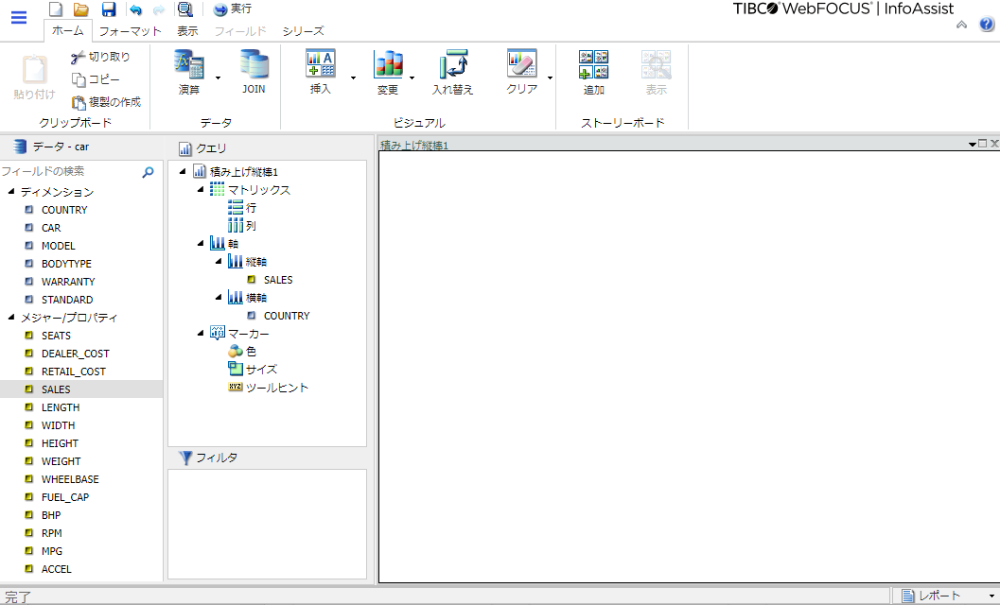 実行
TIBCO WebFOCUS® | InfoAssist
ホーム フォーマット 表示 フィールド シリーズ
貼り付け
切り取り
コピー
複製の作成
クリップボード
演算
JOIN
データ
挿入
変更
入れ替え
クリア
ビジュアル
追加
表示
ストーリーボード
データ - car
フィールドの検索
ディメンション
COUNTRY
CAR
MODEL
BODYTYPE
WARRANTY
STANDARD
メジャー/プロパティ
SEATS
DEALER_COST
RETAIL_COST
SALES
LENGTH
WIDTH
HEIGHT
WEIGHT
WHEELBASE
FUEL_CAP
BHP
RPM
MPG
ACCEL
クエリ
積み上げ縦棒1
マトリックス
行
列
軸
縦軸
SALES
横軸
COUNTRY
マーカー
色
サイズ
XYZ ツールヒント
フィルタ
積み上げ縦棒1
完了
レポート